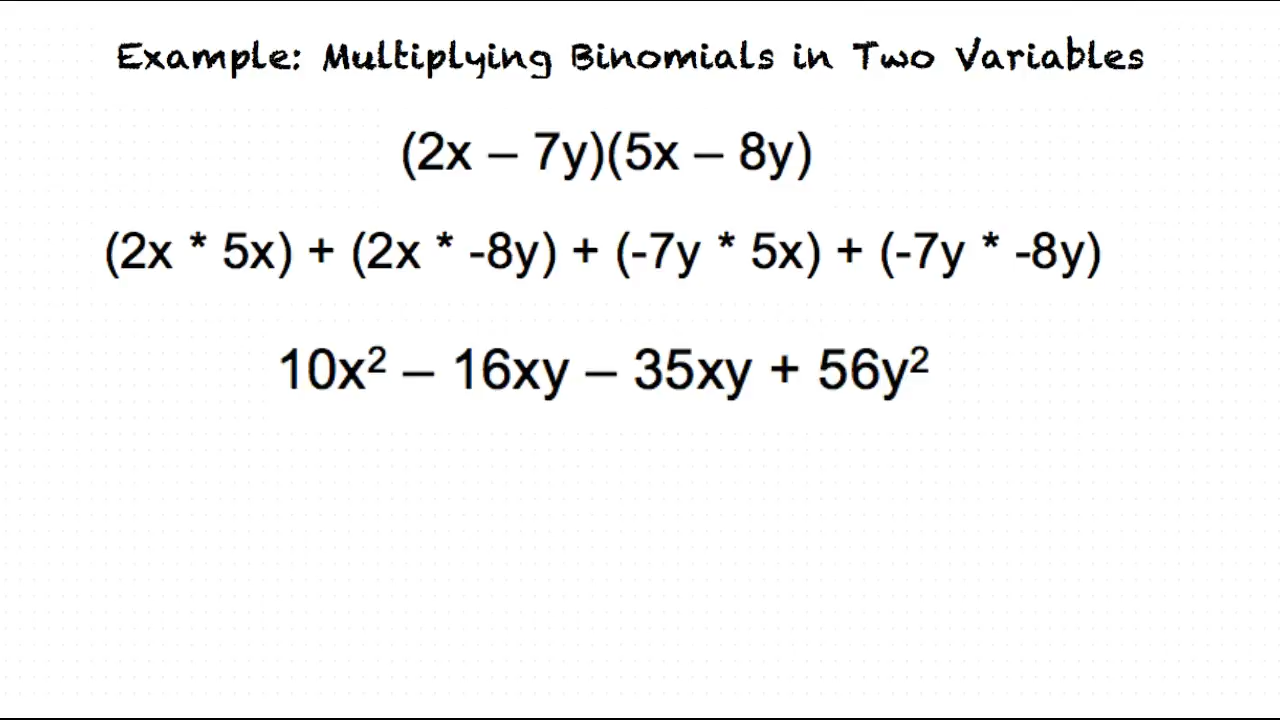 Example: Multiplying Binomials in Two Variables
(2x – 7y)(5x – 8y)
(2x * 5x) + (2x * -8y) + (-7y * 5x) + (-7y * -8y)
10x² – 16xy – 35xy + 56y²